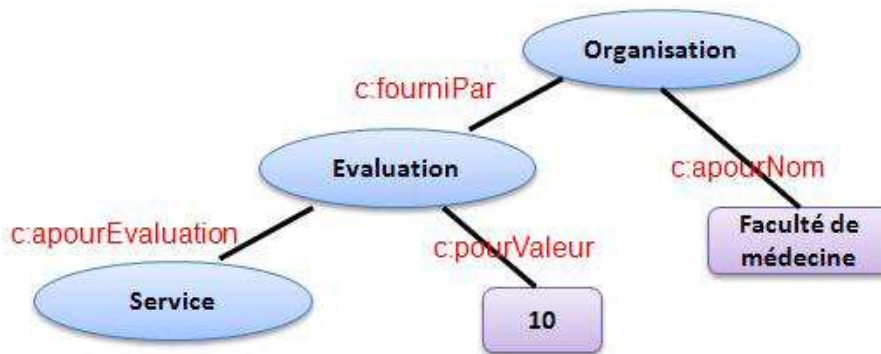 Organisation
c:fourniPar
Evaluation
c:apourNom
Faculté de
médecine
c:apourEvaluation
c:pourValeur
Service
10